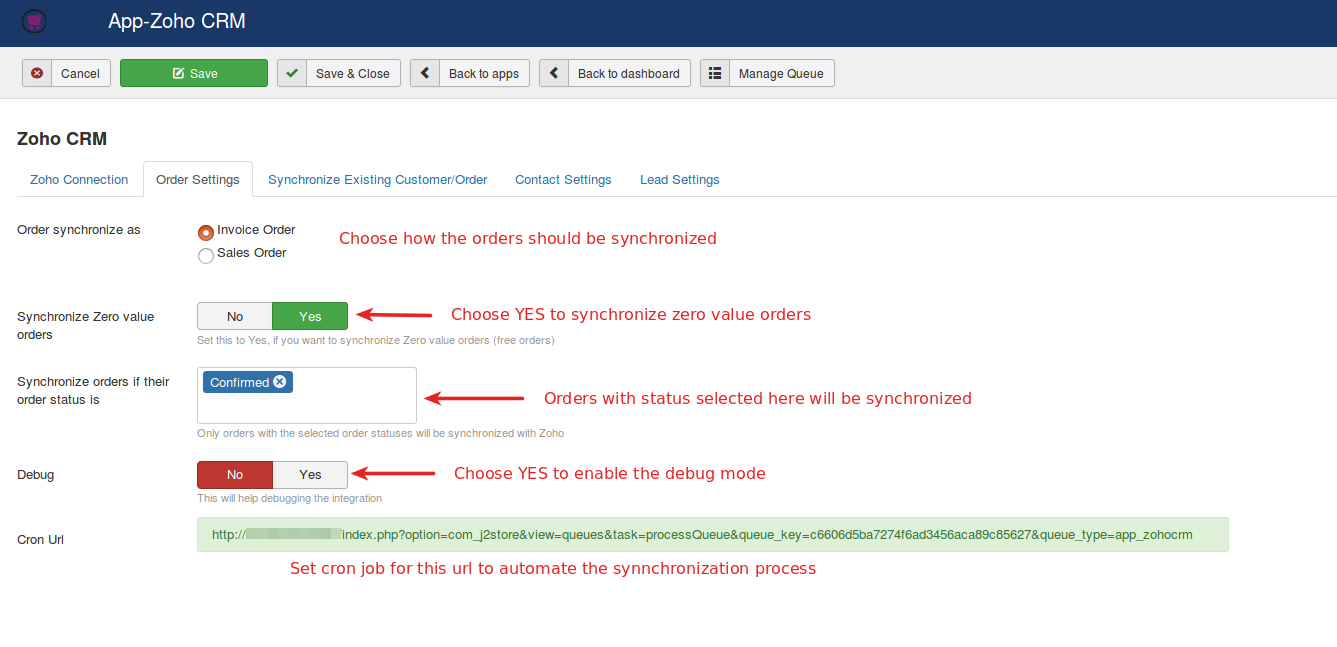 App-Zoho CRM
Cancel
Save
Save & Close
Back to apps
Back to dashboard
Manage Queue
Zoho CRM
Zoho Connection
Order Settings
Synchronize Existing Customer/Order
Contact Settings
Lead Settings
Order synchronize as
Invoice Order
Sales Order
Choose how the orders should be synchronized
Synchronize Zero value
orders
No
Yes
Choose YES to synchronize zero value orders
Set this to Yes, if you want to synchronize Zero value orders (free orders)
Synchronize orders if their
order status is
Confirmed
Orders with status selected here will be synchronized
Only orders with the selected order statuses will be synchronized with Zoho
Debug
No
Yes
Choose YES to enable the debug mode
This will help debugging the integration
Cron Url
http:// /index.php?option=com_j2store&view=queues&task=processQueue&queue_key=c6606d5ba7274f6ad3456aca89c85627&queue_type=app_zohocrm
Set cron job for this url to automate the synnchronization process